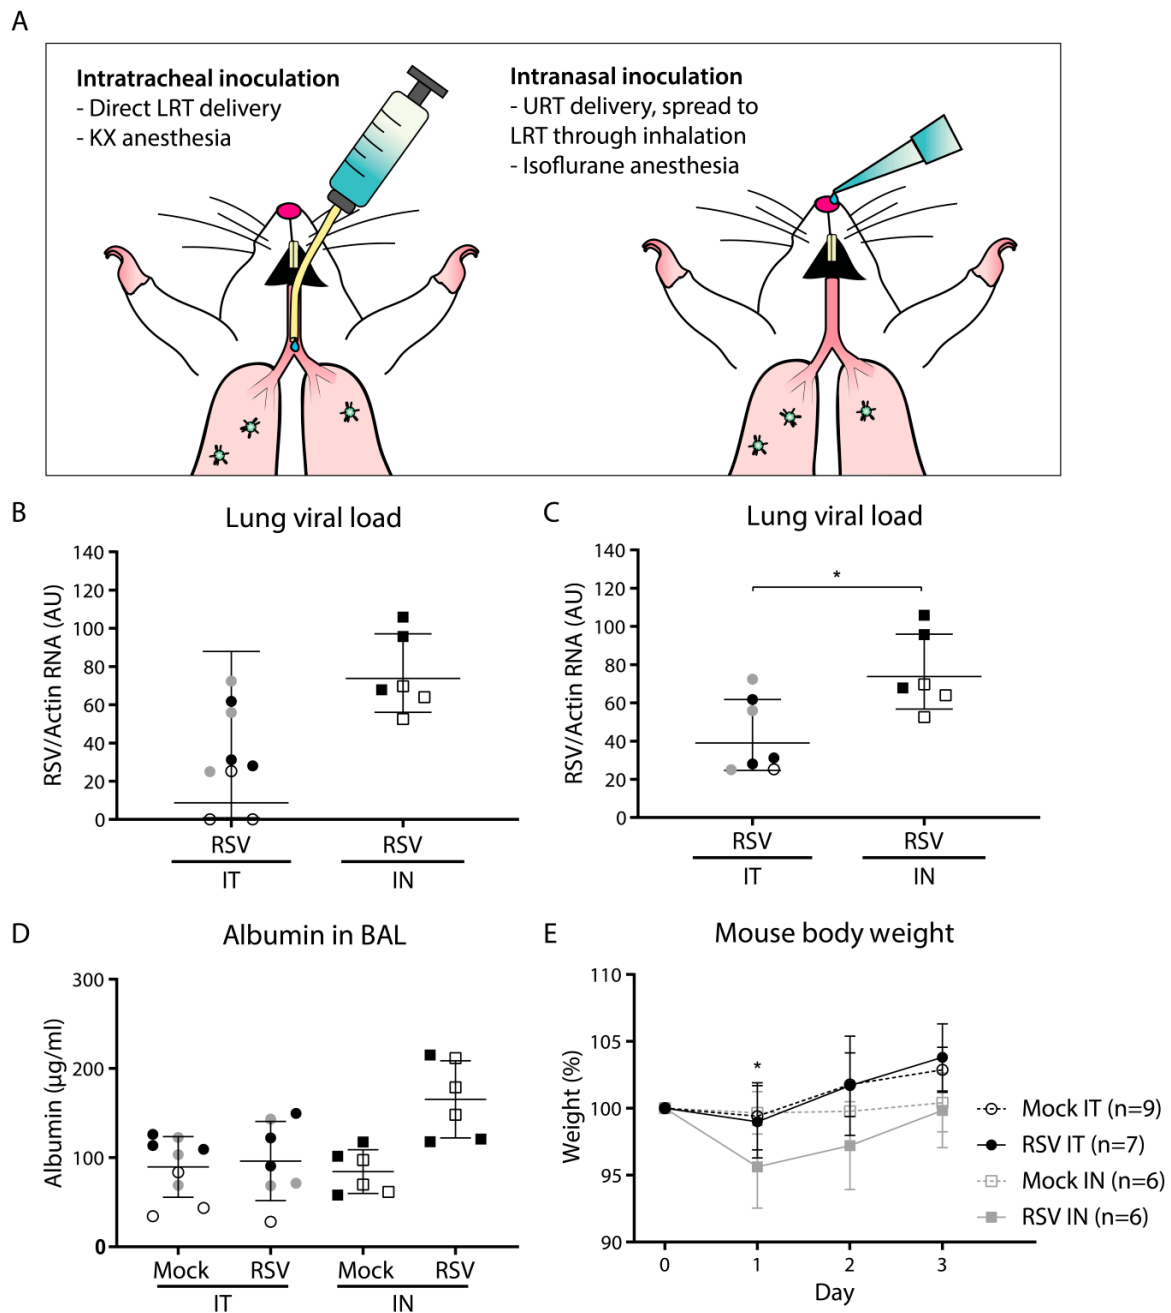 A
Intratracheal inoculation
- Direct LRT delivery
- KX anesthesia
Intranasal inoculation
- URT delivery, spread to
LRT through inhalation
- Isoflurane anesthesia
B
Lung viral load
RSV/Actin RNA (AU)
140
120
100
80
60
40
20
0
RSV
RSV
IT
IN
C
Lung viral load
RSV/Actin RNA (AU)
140
120
100
80
60
40
20
0
*
RSV
RSV
IT
IN
D
Albumin in BAL
Albumin (µg/ml)
300
200
100
0
Mock
RSV
Mock
RSV
IT
IN
E
Mouse body weight
Weight (%)
110
105
100
95
90
*
0
1
2
3
Day
Mock IT (n=9)
RSV IT (n=7)
Mock IN (n=6)
RSV IN (n=6)